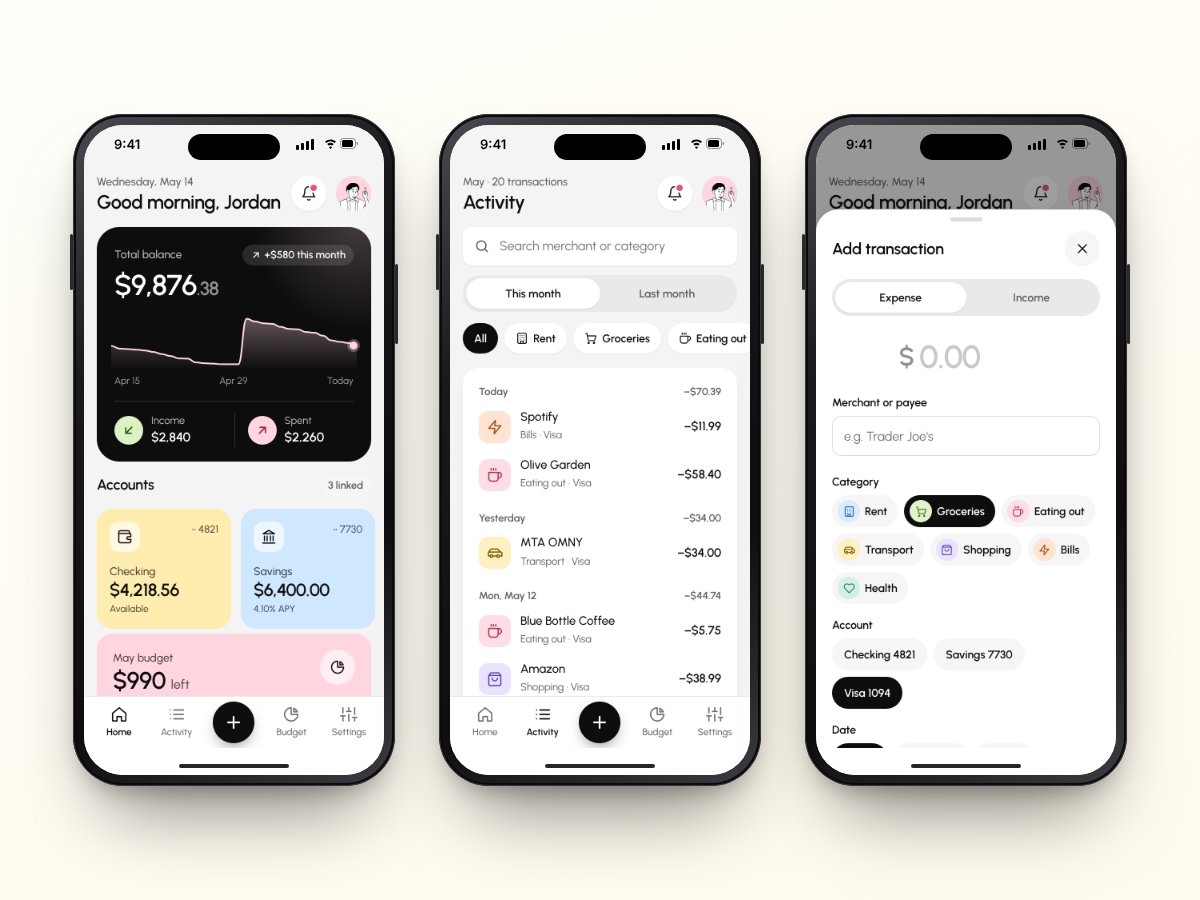 9:41
Wednesday, May 14
Good morning, Jordan
Total balance
+$580 this month
$9,876.38
Apr 15
Apr 29
Today
Income
$2,840
Spent
$2,260
Accounts
3 linked
·· 4821
Checking
$4,218.56
Available
·· 7730
Savings
$6,400.00
4.10% APY
May budget
$990 left
Home
Activity
Budget
Settings
9:41
May · 20 transactions
Activity
Search merchant or category
This month
Last month
All
Rent
Groceries
Eating out
Today
−$70.39
Spotify
Bills · Visa
−$11.99
Olive Garden
Eating out · Visa
−$58.40
Yesterday
−$34.00
MTA OMNY
Transport · Visa
−$34.00
Mon, May 12
−$44.74
Blue Bottle Coffee
Eating out · Visa
−$5.75
Amazon
Shopping · Visa
−$38.99
Home
Activity
Budget
Settings
9:41
Wednesday, May 14
Good morning, Jordan
Add transaction
Expense
Income
$ 0.00
Merchant or payee
e.g. Trader Joe's
Category
Rent
Groceries
Eating out
Transport
Shopping
Bills
Health
Account
Checking 4821
Savings 7730
Visa 1094
Date